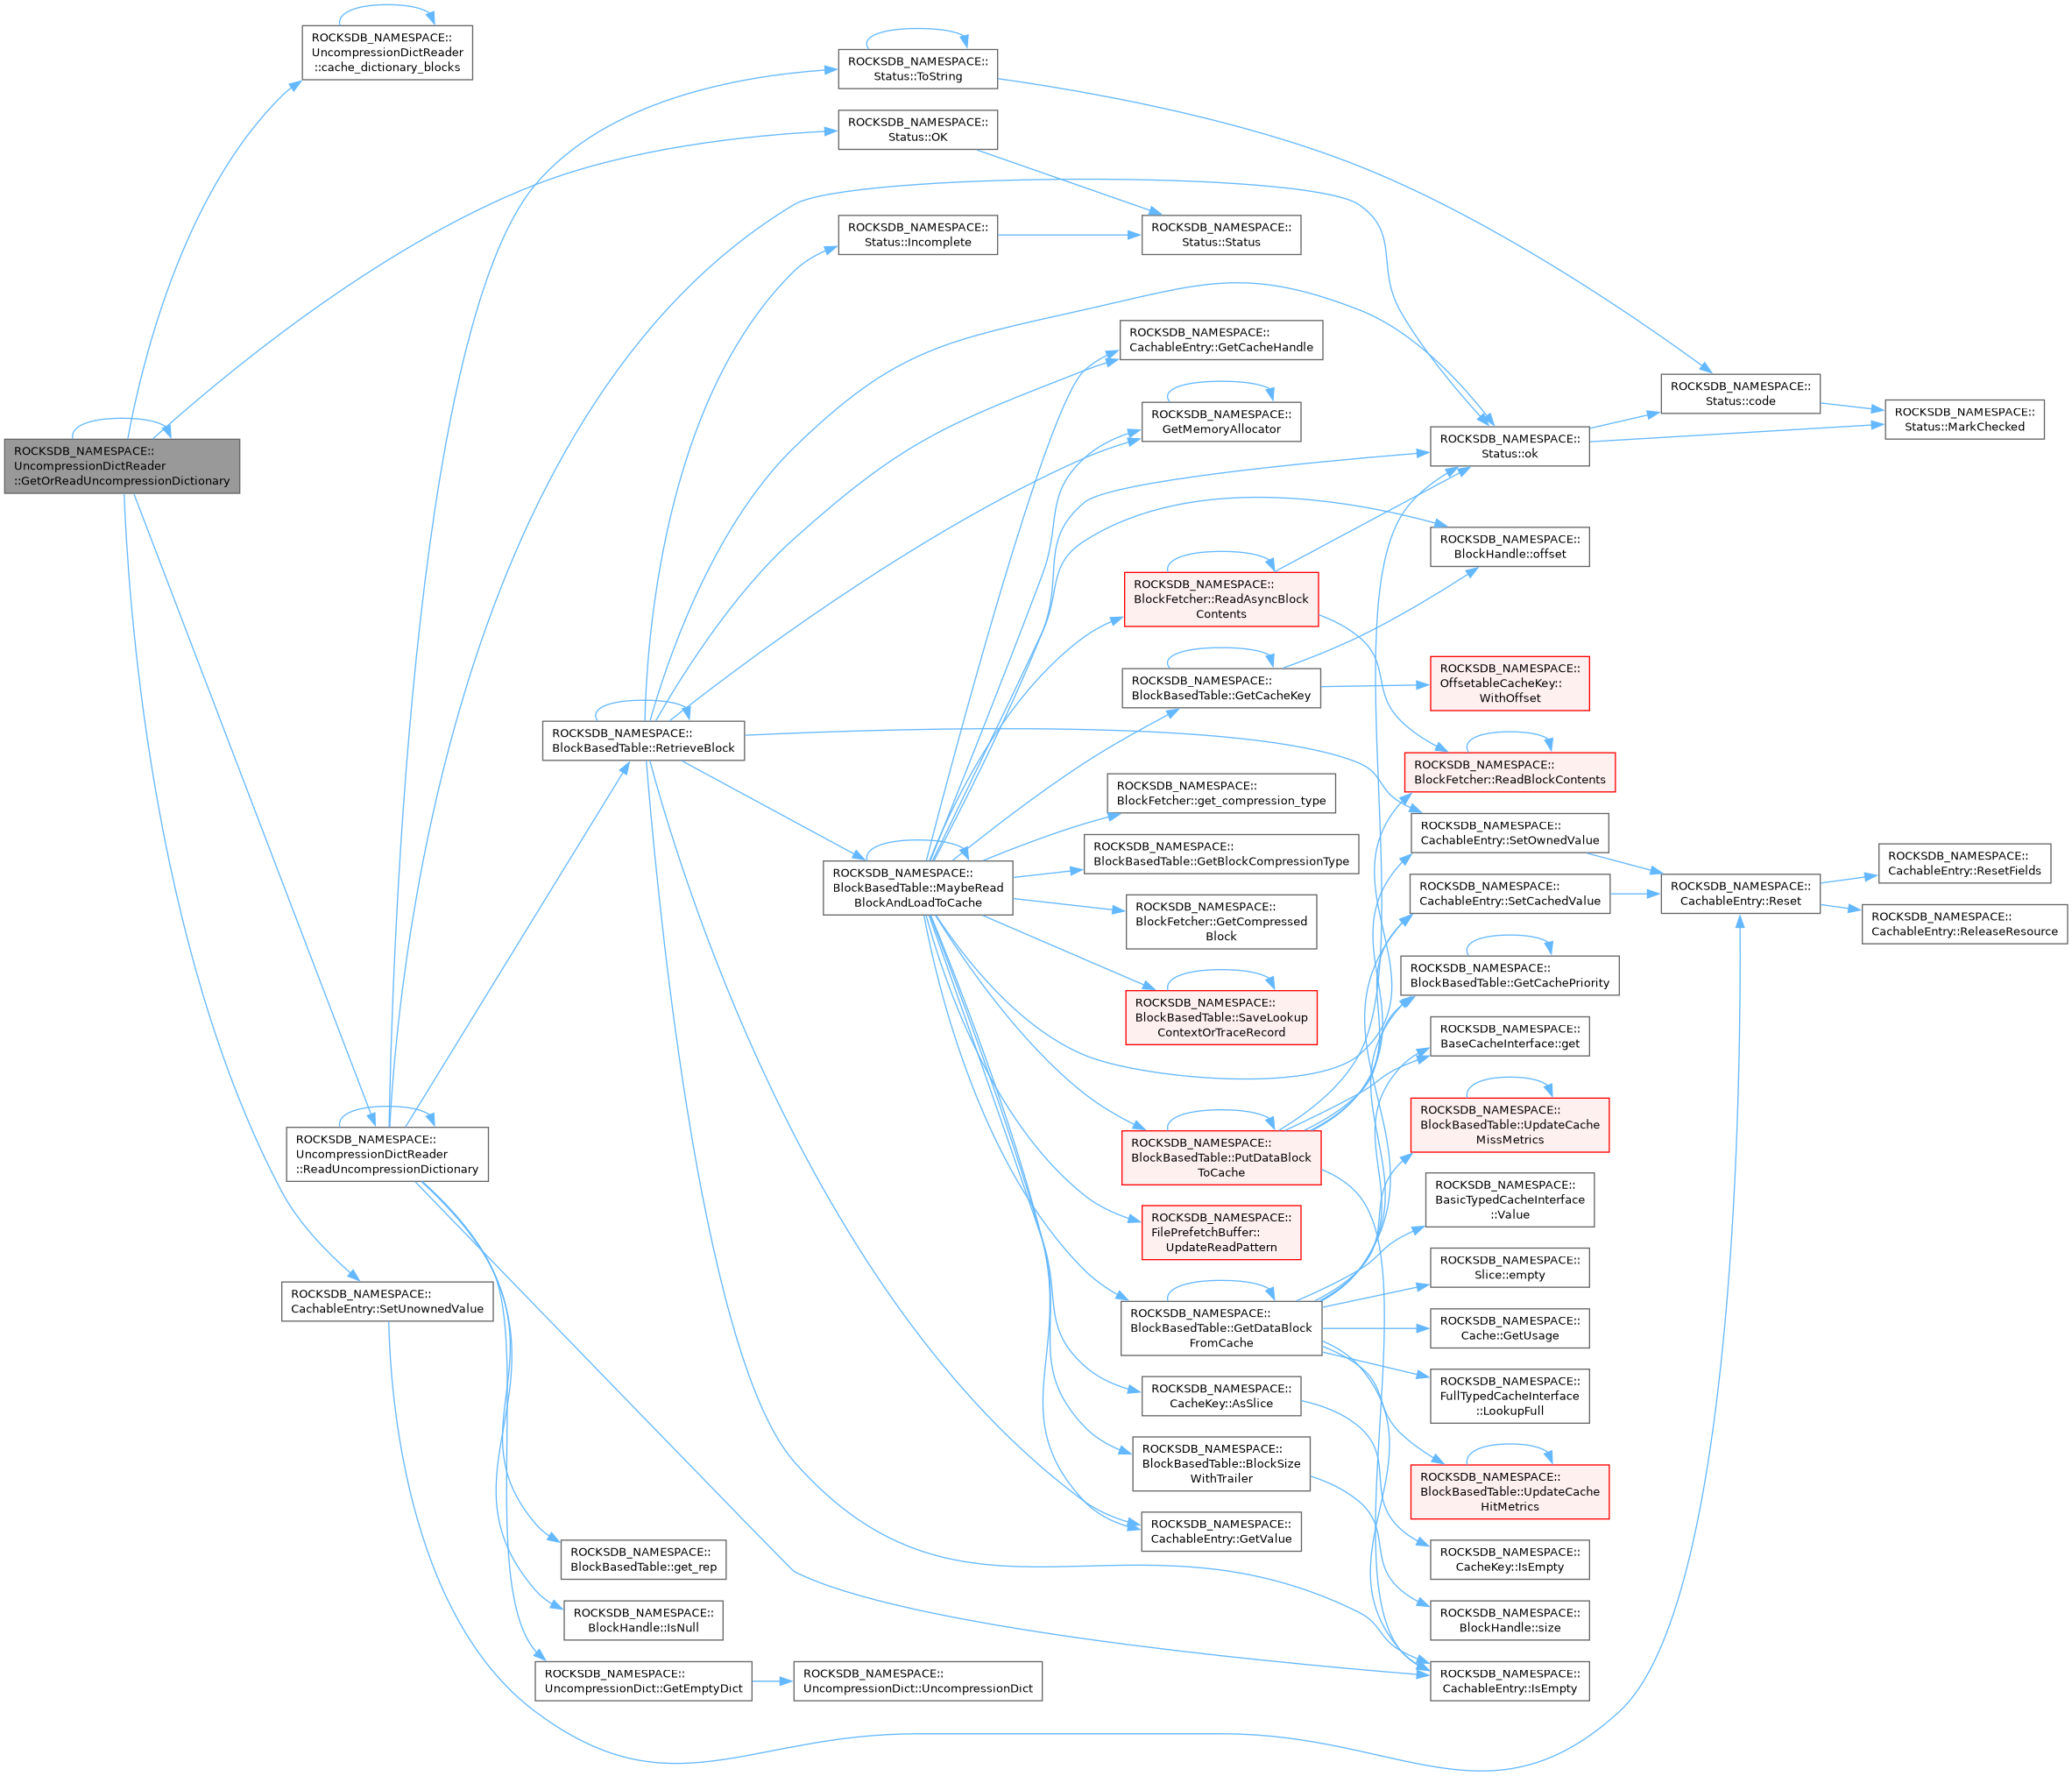 ROCKSDB_NAMESPACE::
UncompressionDictReader
::GetOrReadUncompressionDictionary
ROCKSDB_NAMESPACE::
UncompressionDictReader
::cache_dictionary_blocks
ROCKSDB_NAMESPACE::
UncompressionDictReader
::ReadUncompressionDictionary
ROCKSDB_NAMESPACE::
CachableEntry::SetUnownedValue
ROCKSDB_NAMESPACE::
BlockBasedTable::RetrieveBlock
ROCKSDB_NAMESPACE::
BlockBasedTable::get_rep
ROCKSDB_NAMESPACE::
BlockHandle::IsNull
ROCKSDB_NAMESPACE::
UncompressionDict::GetEmptyDict
ROCKSDB_NAMESPACE::
Status::ToString
ROCKSDB_NAMESPACE::
Status::OK
ROCKSDB_NAMESPACE::
Status::Incomplete
ROCKSDB_NAMESPACE::
BlockBasedTable::MaybeRead
BlockAndLoadToCache
ROCKSDB_NAMESPACE::
UncompressionDict::UncompressionDict
ROCKSDB_NAMESPACE::
Status::Status
ROCKSDB_NAMESPACE::
CachableEntry::GetCacheHandle
ROCKSDB_NAMESPACE::
GetMemoryAllocator
ROCKSDB_NAMESPACE::
BlockFetcher::ReadAsyncBlock
Contents
ROCKSDB_NAMESPACE::
BlockBasedTable::GetCacheKey
ROCKSDB_NAMESPACE::
BlockFetcher::get_compression_type
ROCKSDB_NAMESPACE::
BlockBasedTable::GetBlockCompressionType
ROCKSDB_NAMESPACE::
BlockFetcher::GetCompressed
Block
ROCKSDB_NAMESPACE::
BlockBasedTable::SaveLookup
ContextOrTraceRecord
ROCKSDB_NAMESPACE::
BlockBasedTable::PutDataBlock
ToCache
ROCKSDB_NAMESPACE::
FilePrefetchBuffer::
UpdateReadPattern
ROCKSDB_NAMESPACE::
BlockBasedTable::GetDataBlock
FromCache
ROCKSDB_NAMESPACE::
CacheKey::AsSlice
ROCKSDB_NAMESPACE::
BlockBasedTable::BlockSize
WithTrailer
ROCKSDB_NAMESPACE::
CachableEntry::GetValue
ROCKSDB_NAMESPACE::
Status::ok
ROCKSDB_NAMESPACE::
BlockHandle::offset
ROCKSDB_NAMESPACE::
OffsetableCacheKey::
WithOffset
ROCKSDB_NAMESPACE::
BlockFetcher::ReadBlockContents
ROCKSDB_NAMESPACE::
CachableEntry::SetOwnedValue
ROCKSDB_NAMESPACE::
CachableEntry::SetCachedValue
ROCKSDB_NAMESPACE::
BlockBasedTable::GetCachePriority
ROCKSDB_NAMESPACE::
BaseCacheInterface::get
ROCKSDB_NAMESPACE::
BlockBasedTable::UpdateCache
MissMetrics
ROCKSDB_NAMESPACE::
BasicTypedCacheInterface
::Value
ROCKSDB_NAMESPACE::
Slice::empty
ROCKSDB_NAMESPACE::
Cache::GetUsage
ROCKSDB_NAMESPACE::
FullTypedCacheInterface
::LookupFull
ROCKSDB_NAMESPACE::
BlockBasedTable::UpdateCache
HitMetrics
ROCKSDB_NAMESPACE::
CacheKey::IsEmpty
ROCKSDB_NAMESPACE::
BlockHandle::size
ROCKSDB_NAMESPACE::
CachableEntry::IsEmpty
ROCKSDB_NAMESPACE::
Status::code
ROCKSDB_NAMESPACE::
Status::MarkChecked
ROCKSDB_NAMESPACE::
CachableEntry::Reset
ROCKSDB_NAMESPACE::
CachableEntry::ResetFields
ROCKSDB_NAMESPACE::
CachableEntry::ReleaseResource